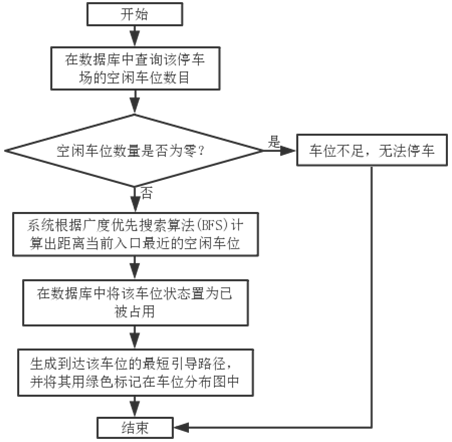 开始
在数据库中查询该停车
场的空闲车位数目
空闲车位数量是否为零？
是
车位不足，无法停车
否
系统根据广度优先搜索算法(BFS)计
算出距离当前入口最近的空闲车位
在数据库中将该车位状态置为已
被占用
生成到达该车位的最短引导路径，
并将其用绿色标记在车位分布图中
结束